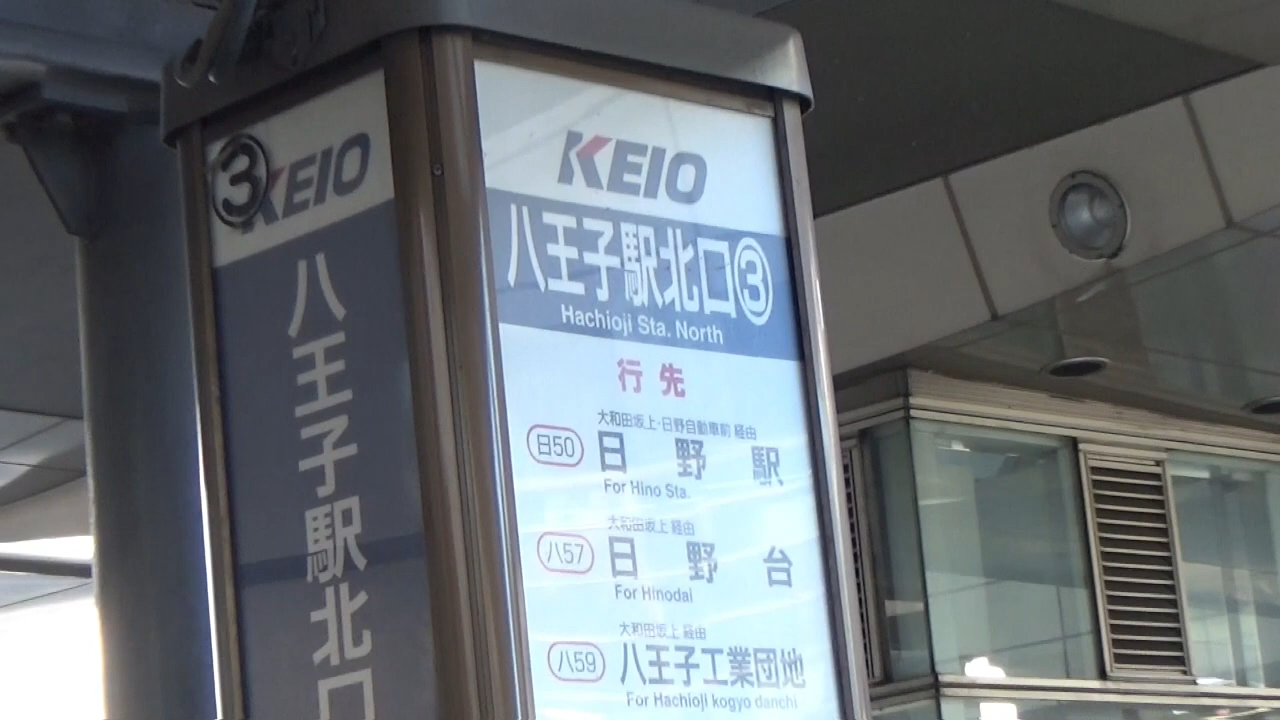 ③
KEIO
八王子駅北口
KEIO
八王子駅北口③
Hachioji Sta. North
行先
大和田坂上・日野自動車前 経由
日50 日野駅
For Hino Sta.
大和田坂上 経由
八57 日野台
For Hinodai
大和田坂上 経由
八59 八王子工業団地
For Hachioji kogyo danchi